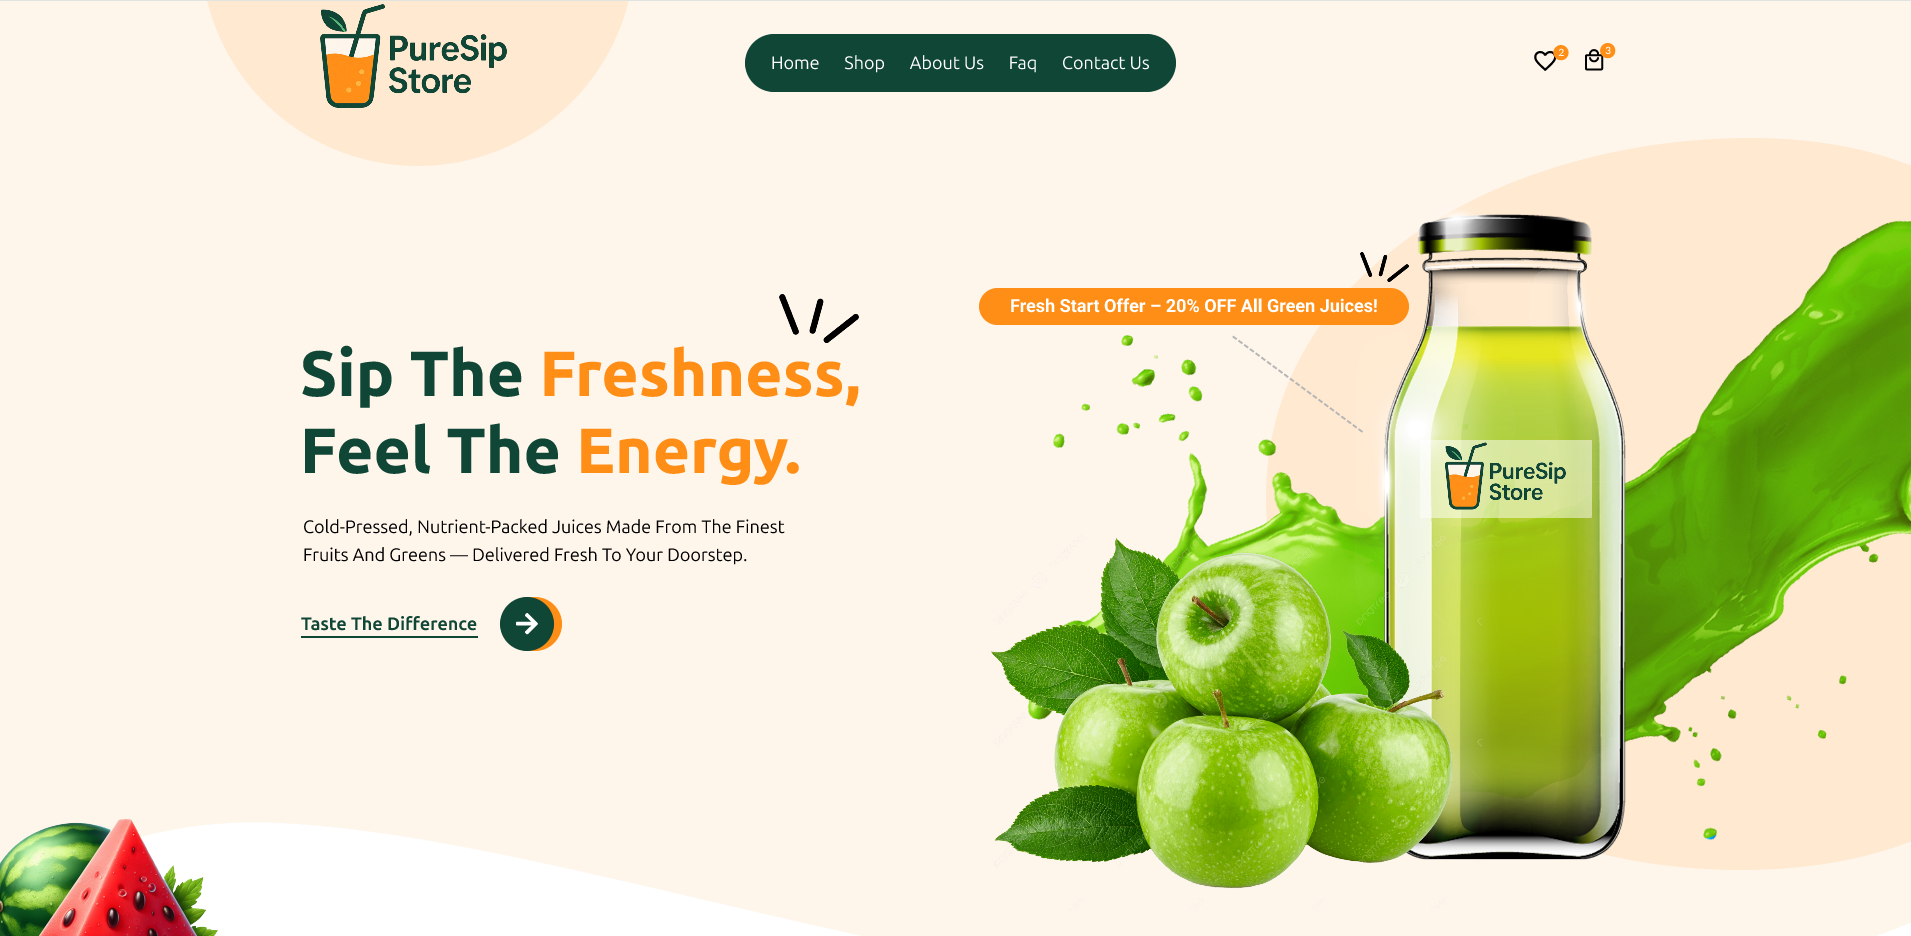 PureSip
Store
Home Shop About Us Faq Contact Us
2
3
Fresh Start Offer – 20% OFF All Green Juices!
Sip The Freshness,
Feel The Energy.
Cold-Pressed, Nutrient-Packed Juices Made From The Finest
Fruits And Greens — Delivered Fresh To Your Doorstep.
Taste The Difference
PureSip
Store